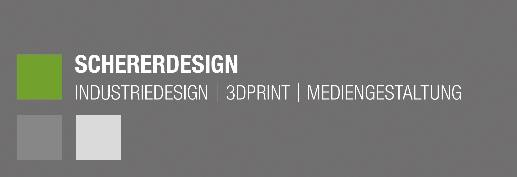 SCHERERDESIGN
INDUSTRIEDESIGN | 3DPRINT | MEDIENGESTALTUNG